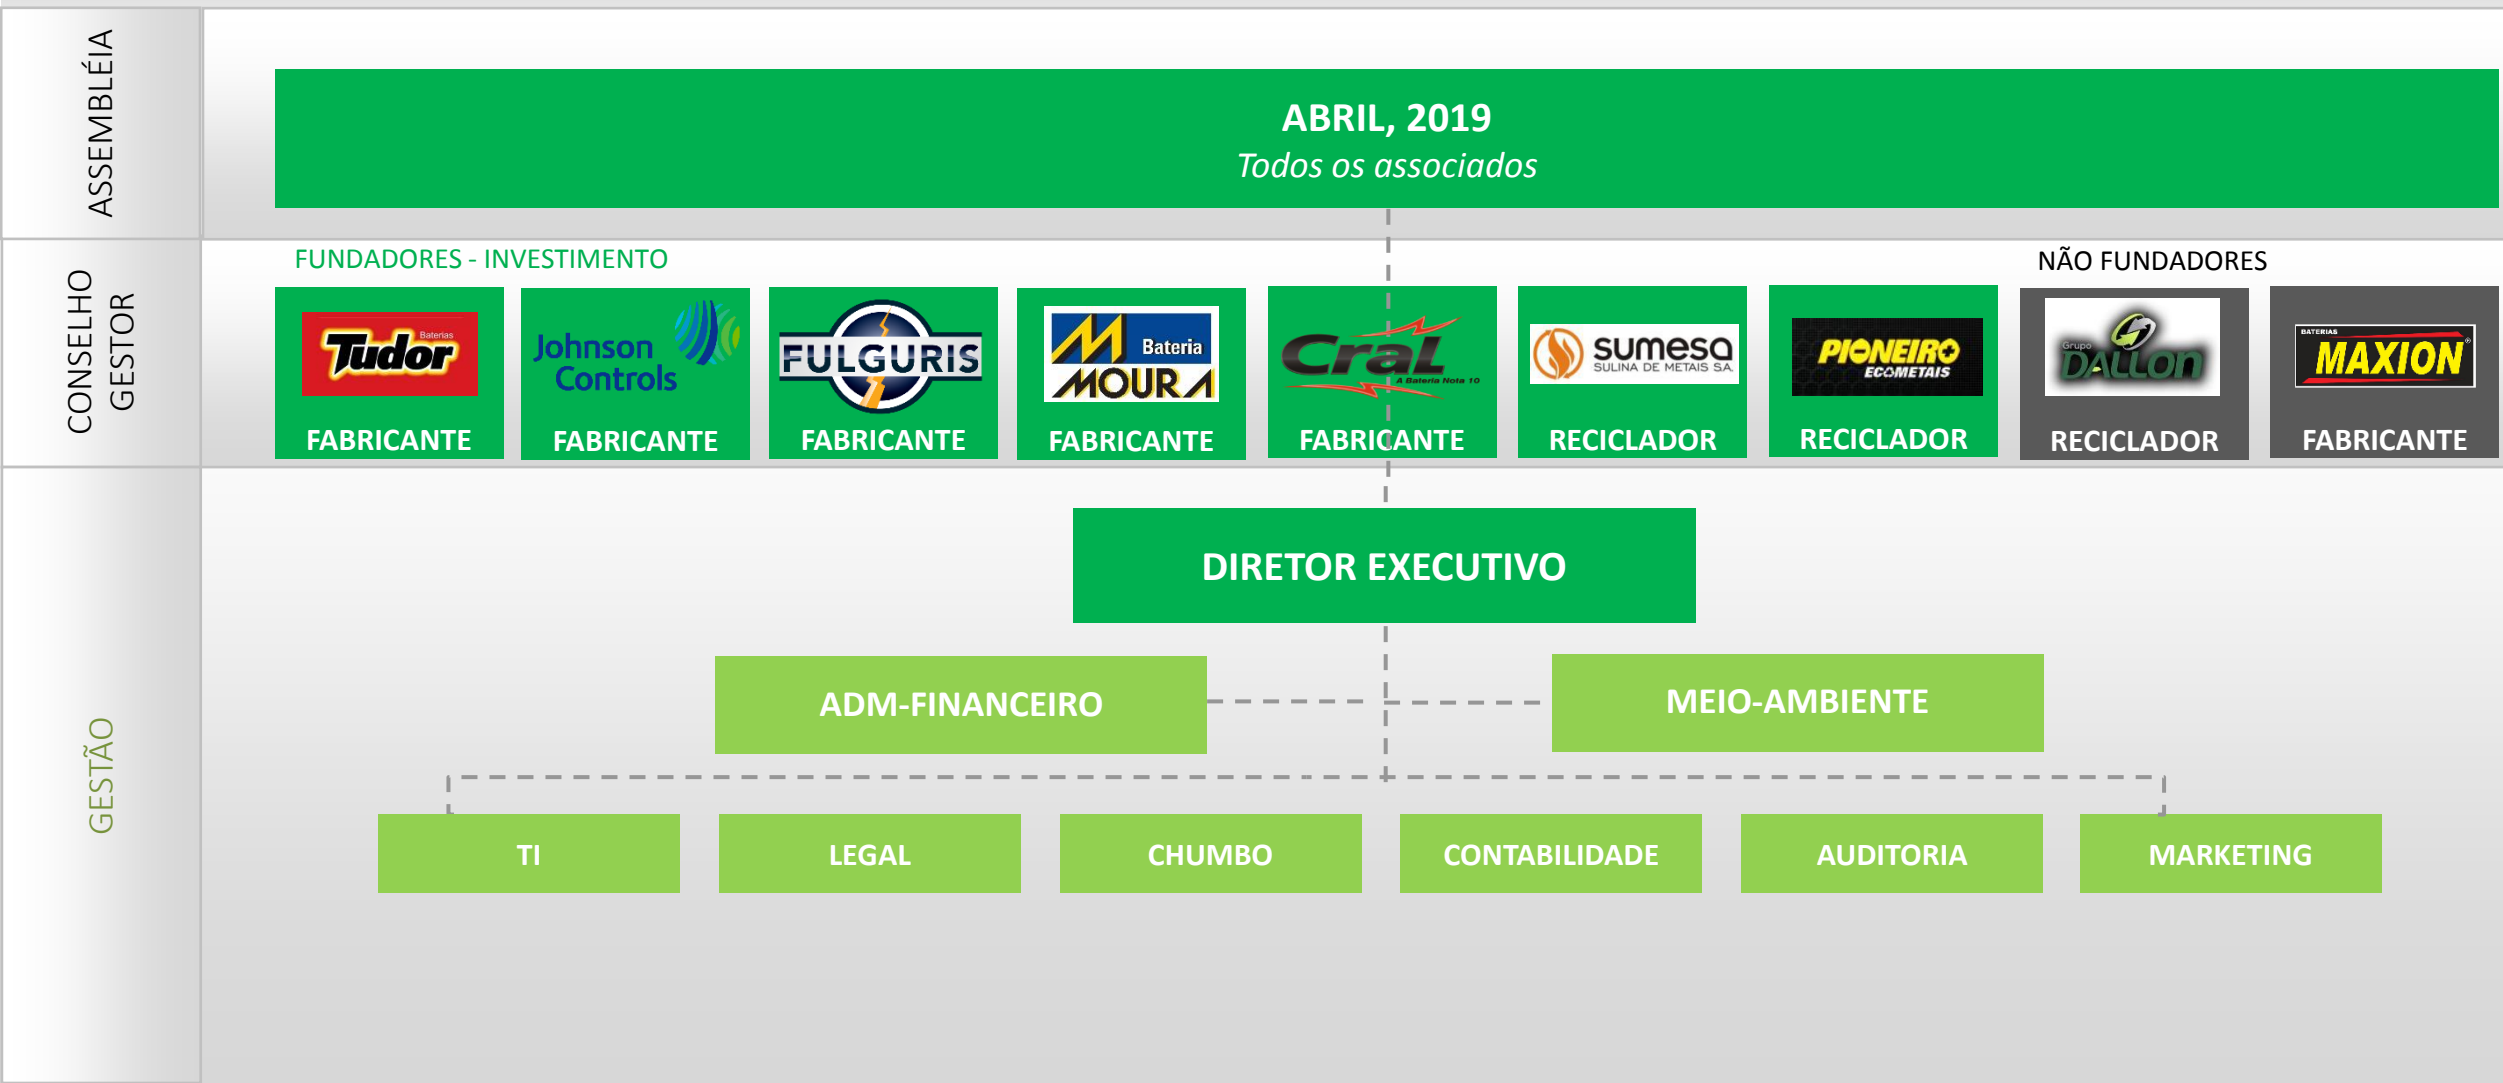 ASSEMBLÉIA
ABRIL, 2019
Todos os associados
CONSELHO
GESTOR
FUNDADORES - INVESTIMENTO
NÃO FUNDADORES
Baterias
Tudor
FABRICANTE
Johnson
Controls
FABRICANTE
FULGURIS
FABRICANTE
Bateria
MOURA
FABRICANTE
Cral
A Bateria Nota 10
FABRICANTE
sumesa
SULINA DE METAIS S.A.
RECICLADOR
PIONEIRO
ECOMETAIS
RECICLADOR
Grupo
DALLON
RECICLADOR
BATERIAS
MAXION®
FABRICANTE
GESTÃO
DIRETOR EXECUTIVO
ADM-FINANCEIRO
MEIO-AMBIENTE
TI
LEGAL
CHUMBO
CONTABILIDADE
AUDITORIA
MARKETING